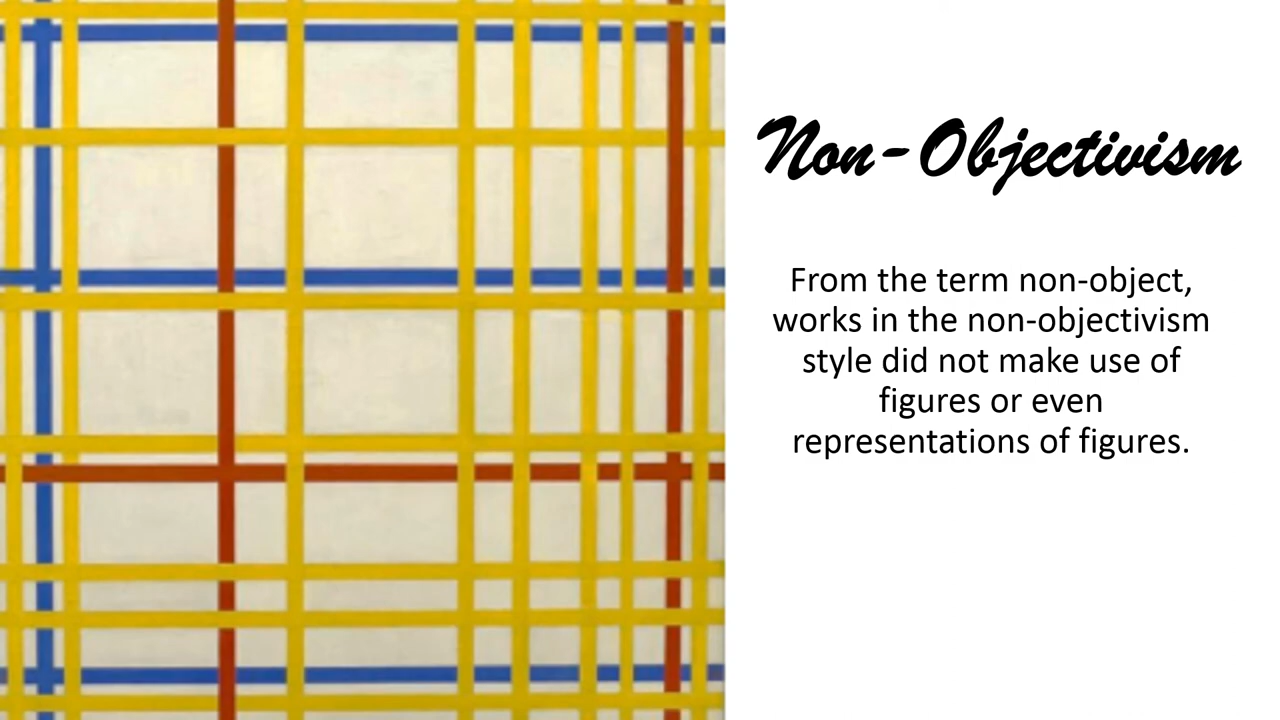 Non-Objectivism
From the term non-object,
works in the non-objectivism
style did not make use of
figures or even
representations of figures.